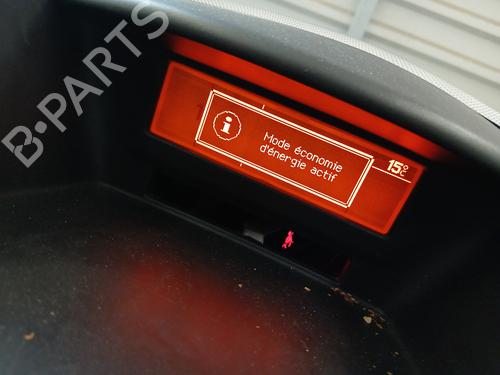 B-PARTS
i
Mode économie
d'énergie actif
15°C